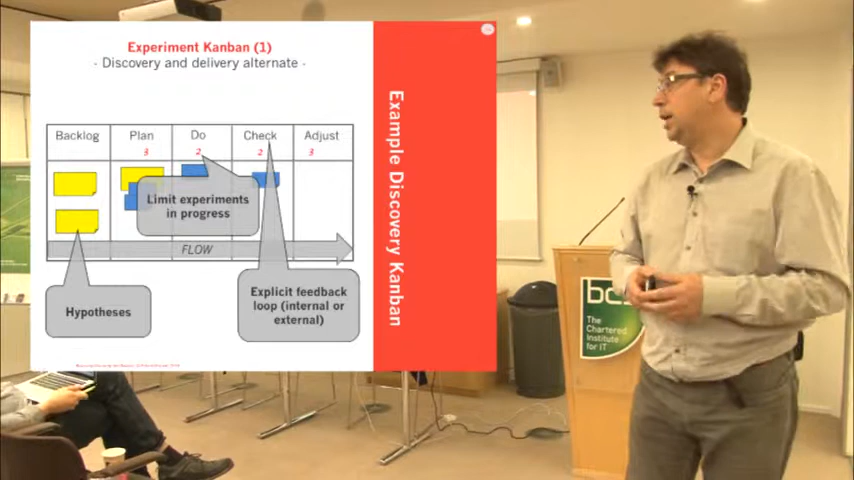 Experiment Kanban (1)
- Discovery and delivery alternate -
Backlog
Plan
Do
Check
Adjust
3
2
2
3
Limit experiments
in progress
FLOW
Hypotheses
Explicit feedback
loop (internal or
external)
Example Discovery Kanban
bcs
The
Chartered
Institute
for IT